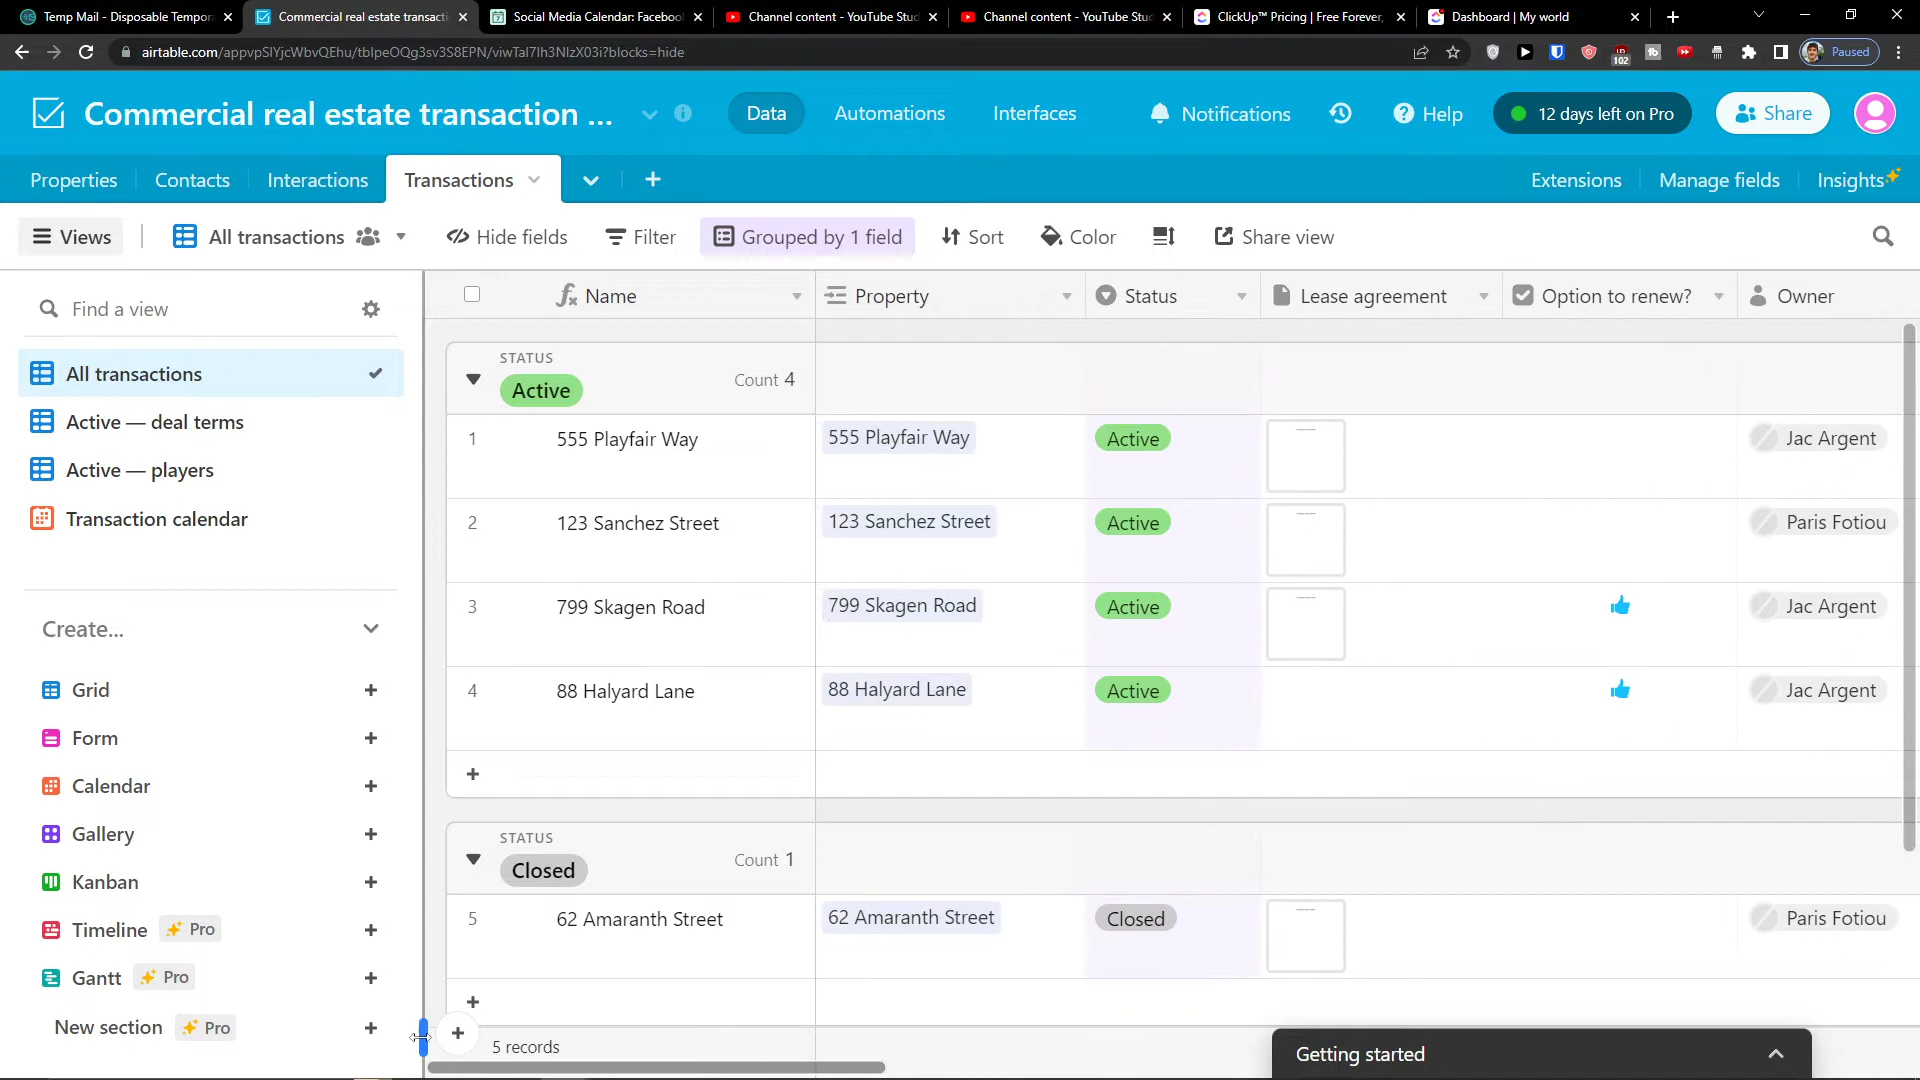 Temp Mail - Disposable Tempora
Commercial real estate transacti
Social Media Calendar: Facebook
Channel content - YouTube Stud
Channel content - YouTube Stud
ClickUp™ Pricing | Free Forever,
Dashboard | My world
airtable.com/appvpSlYjcWbvQEhu/tblpeOQg3sv3S8EPN/viwTal7Ih3NlzX03i?blocks=hide
102
Paused
Commercial real estate transaction ...
Data
Automations
Interfaces
Notifications
Help
12 days left on Pro
Share
Properties
Contacts
Interactions
Transactions
Extensions
Manage fields
Insights
Views
All transactions
Hide fields
Filter
Grouped by 1 field
Sort
Color
Share view
Find a view
All transactions
Active — deal terms
Active — players
Transaction calendar
Create...
Grid
Form
Calendar
Gallery
Kanban
Timeline Pro
Gantt Pro
New section Pro
Name
Property
Status
Lease agreement
Option to renew?
Owner
STATUS
Active
Count 4
1 555 Playfair Way 555 Playfair Way Active Jac Argent
2 123 Sanchez Street 123 Sanchez Street Active Paris Fotiou
3 799 Skagen Road 799 Skagen Road Active Jac Argent
4 88 Halyard Lane 88 Halyard Lane Active Jac Argent
STATUS
Closed
Count 1
5 62 Amaranth Street 62 Amaranth Street Closed Paris Fotiou
5 records
Getting started